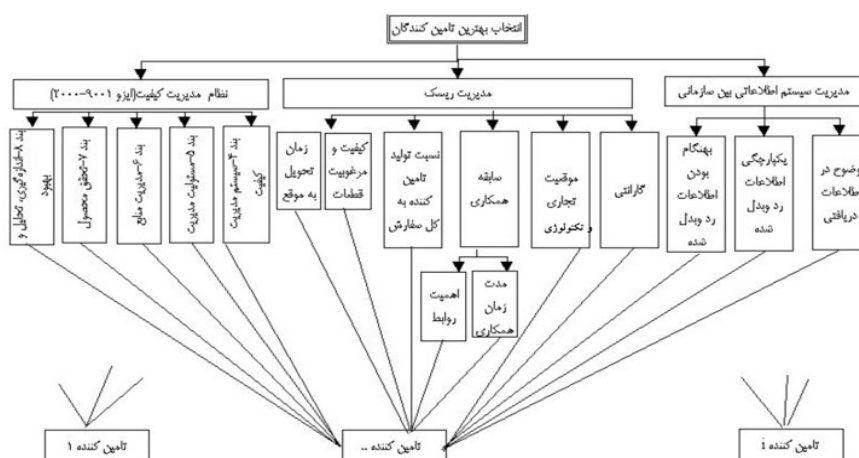 انتخاب بهترین تامین کنندگان
مدیریت سیستم اطلاعاتی بین سازمانی
مدیریت ریسک
نظام مدیریت کیفیت(ایزو ۹۰۰۱-۲۰۰۰)
وضوح در
اطلاعات
دریافتی
یکپارچگی
اطلاعات
رد وبدل
شده
بهنگام
بودن
اطلاعات
رد وبدل
شده
گارانتی
موقعیت
تجاری
و تکنولوژی
سابقه
همکاری
نسبت تولید
تامین
کننده به
کل سفارش
کیفیت و
مرغوبیت
قطعات
زمان
تحویل
به موقع
بند ۴-سیستم مدیریت
کیفیت
بند ۵-مسئولیت مدیریت
بند ۶-مدیریت منابع
بند ۷-تحقق محصول
بند ۸-اندازه‌گیری، تحلیل و
بهبود
مدت
زمان
همکاری
اهمیت
روابط
تامین کننده i
تامین کننده ..
تامین کننده ۱